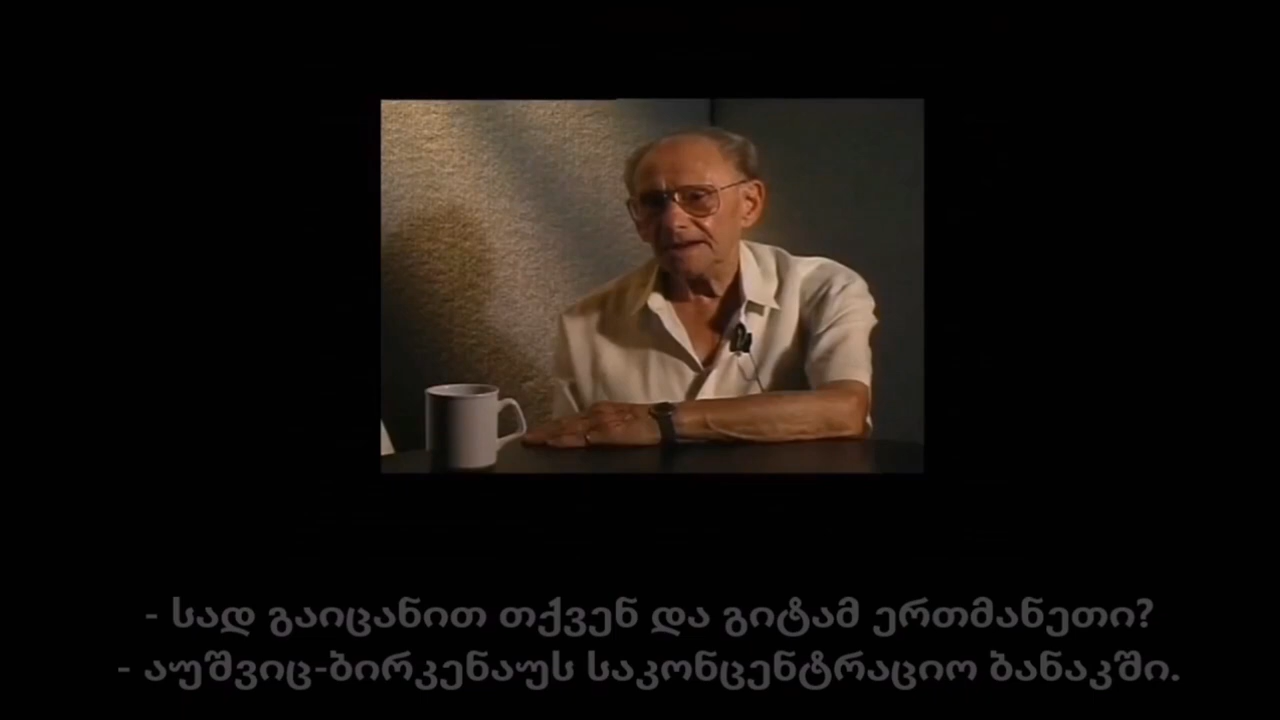 - სად გაიცანით თქვენ და გიტამ ერთმანეთი?
- აუშვიც-ბირკენაუს საკონცენტრაციო ბანაკში.